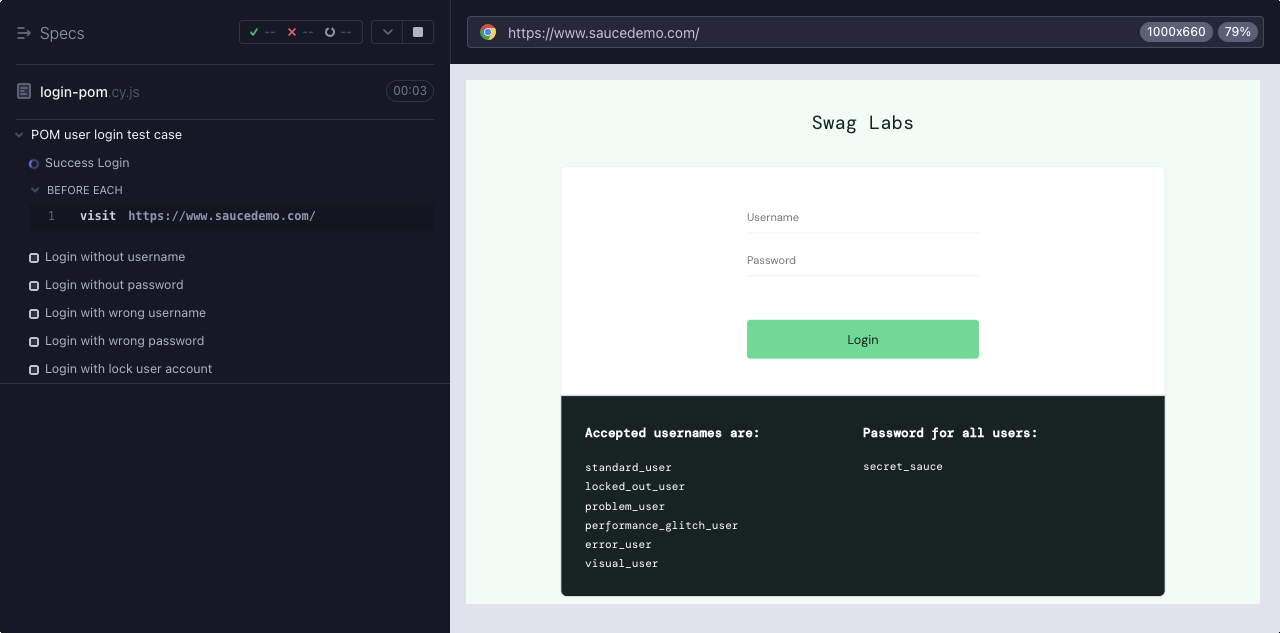 Specs
-- -- --
login-pom.cy.js
00:03
POM user login test case
Success Login
BEFORE EACH
1 visit https://www.saucedemo.com/
Login without username
Login without password
Login with wrong username
Login with wrong password
Login with lock user account
https://www.saucedemo.com/
1000x660
79%
Swag Labs
Username
Password
Login
Accepted usernames are:
standard_user
locked_out_user
problem_user
performance_glitch_user
error_user
visual_user
Password for all users:
secret_sauce